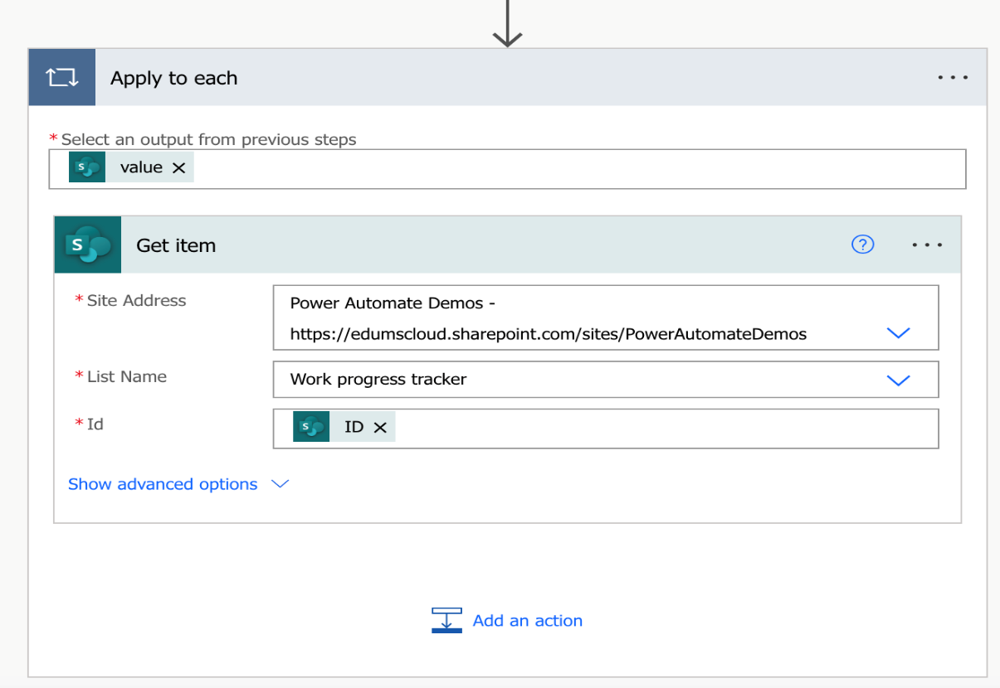 Apply to each
* Select an output from previous steps
S value
S Get item
* Site Address
Power Automate Demos -
https://edumscloud.sharepoint.com/sites/PowerAutomateDemos
* List Name
Work progress tracker
* Id
S ID
Show advanced options
Add an action